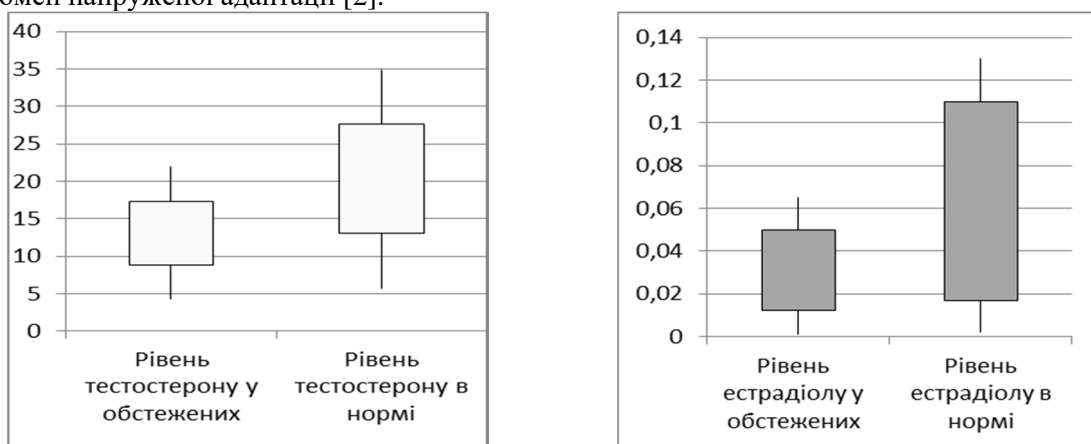 напруженої адаптації [2].
40
35
30
25
20
15
10
5
0
Рівень
тестостерону у
обстежених
Рівень
тестостерону в
нормі
0,14
0,12
0,1
0,08
0,06
0,04
0,02
0
Рівень
естрадіолу у
обстежених
Рівень
естрадіолу в
нормі